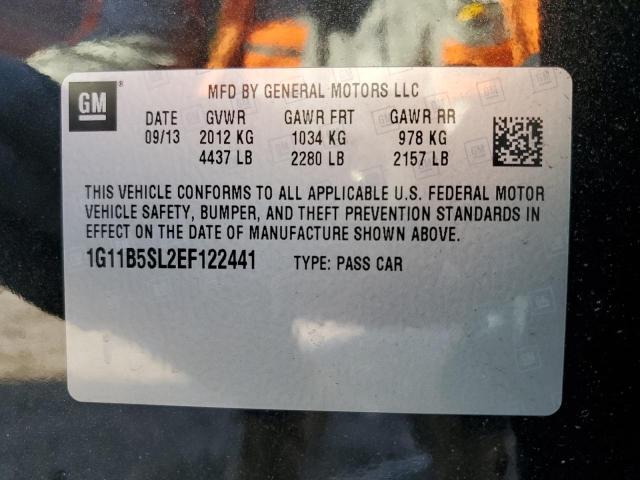 GM
MFD BY GENERAL MOTORS LLC
DATE GVWR GAWR FRT GAWR RR
09/13 2012 KG 1034 KG 978 KG
4437 LB 2280 LB 2157 LB
THIS VEHICLE CONFORMS TO ALL APPLICABLE U.S. FEDERAL MOTOR
VEHICLE SAFETY, BUMPER, AND THEFT PREVENTION STANDARDS IN
EFFECT ON THE DATE OF MANUFACTURE SHOWN ABOVE.
1G11B5SL2EF122441 TYPE: PASS CAR